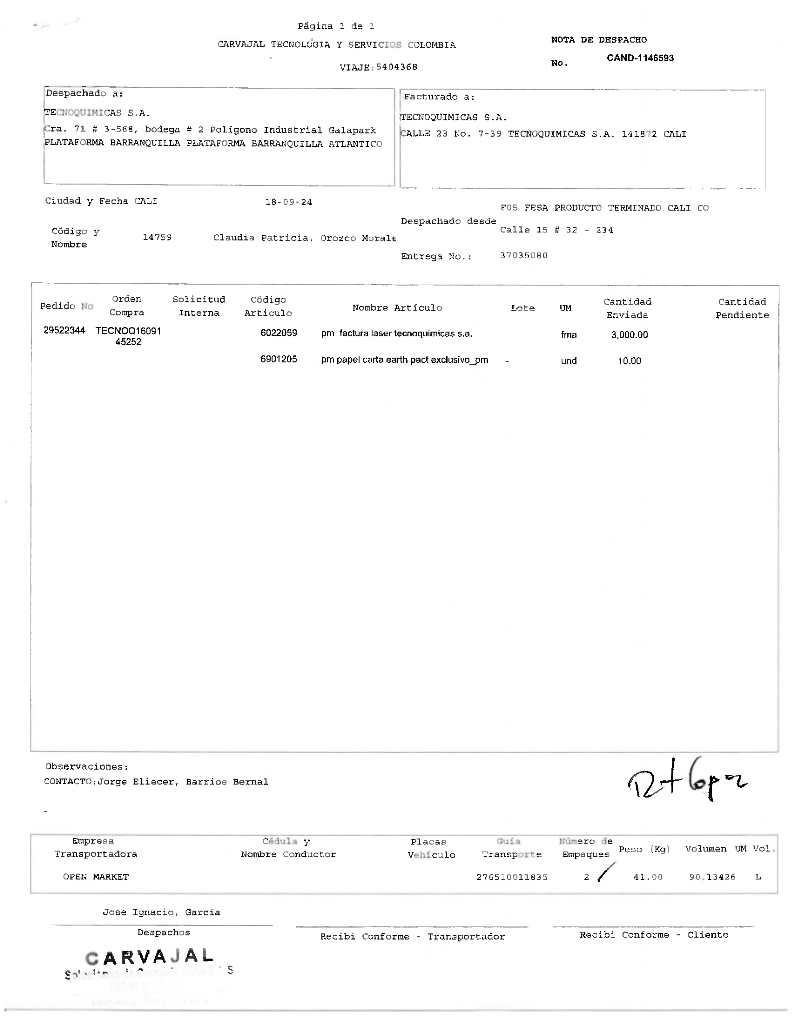 Página 1 de 1
CARVAJAL TECNOLOGIA Y SERVICIOS COLOMBIA
NOTA DE DESPACHO
VIAJE:5404368
No. CAND-1146593
Despachado a:
TECNOQUIMICAS S.A.
Cra. 71 # 3-568, bodega # 2 Poligono Industrial Galapark
PLATAFORMA BARRANQUILLA PLATAFORMA BARRANQUILLA ATLANTICO
Facturado a:
TECNOQUIMICAS S.A.
CALLE 23 No. 7-39 TECNOQUIMICAS S.A. 141872 CALI
Ciudad y Fecha CALI 18-09-24
F05 FESA PRODUCTO TERMINADO CALI CO
Despachado desde
Calle 15 # 32 - 234
Código y Nombre 14759 Claudia Patricia, Orozco Morale
Entrega No.: 37035080
Pedido No Orden Compra Solicitud Interna Código Artículo Nombre Artículo Lote UM Cantidad Enviada Cantidad Pendiente
29522344 TECNOQ16091 6022059 pm factura laser tecnoquimicas s.a. fma 3,000.00
45252
6901205 pm papel carta earth pact exclusivo_pm - und 10.00
Observaciones:
CONTACTO:Jorge Eliecer, Barrios Bernal
Empresa Transportadora Cédula y Nombre Conductor Placas Vehículo Guía Transporte Número de Empaques Peso (Kg) Volumen UM Vol.
OPEN MARKET 276510011835 2 41.00 90.13426 L
Jose Ignacio, Garcia
Despachos
Recibi Conforme - Transportador
Recibi Conforme - Cliente
CARVAJAL